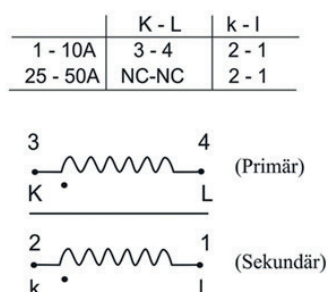 K - L k - l
1 - 10A 3 - 4 2 - 1
25 - 50A NC-NC 2 - 1
3 4
(Primär)
K L
2 1
(Sekundär)
k l